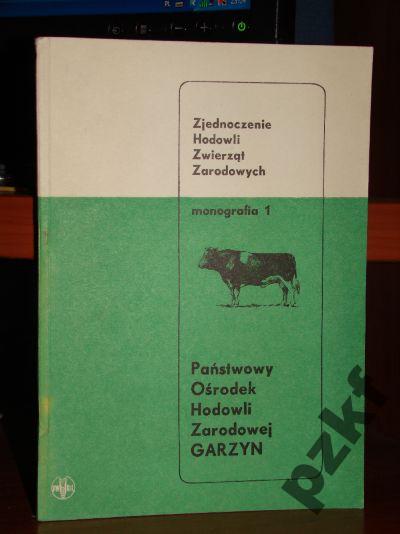 Zjednoczenie
Hodowli
Zwierząt
Zarodowych
monografia 1
Państwowy
Ośrodek
Hodowli
Zarodowej
GARZYN
pzkf